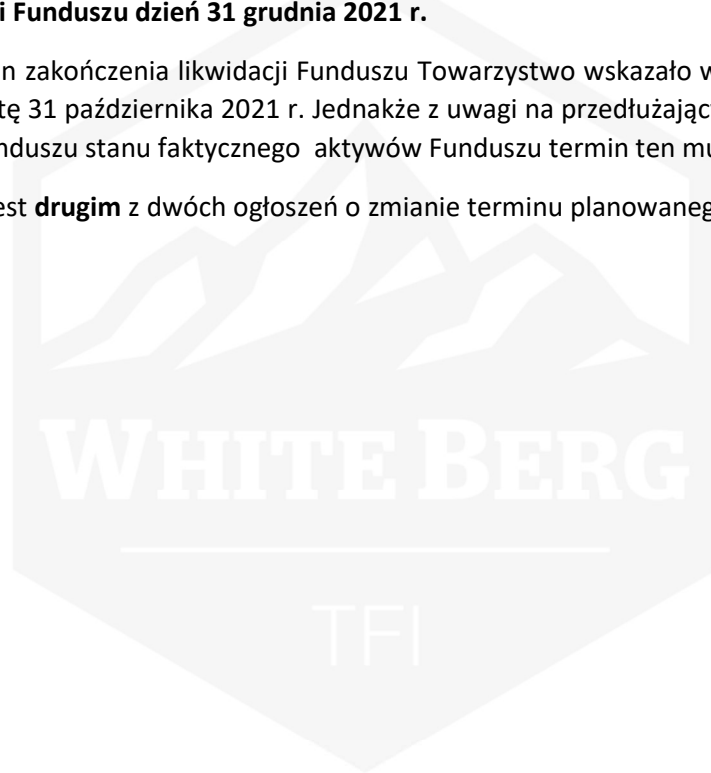 i Funduszu dzień 31 grudnia 2021 r.
n zakończenia likwidacji Funduszu Towarzystwo wskazało w
tę 31 października 2021 r. Jednakże z uwagi na przedłużając
nduszu stanu faktycznego aktywów Funduszu termin ten mu
est drugim z dwóch ogłoszeń o zmianie terminu planowaneg
WHITE BERG
TFI